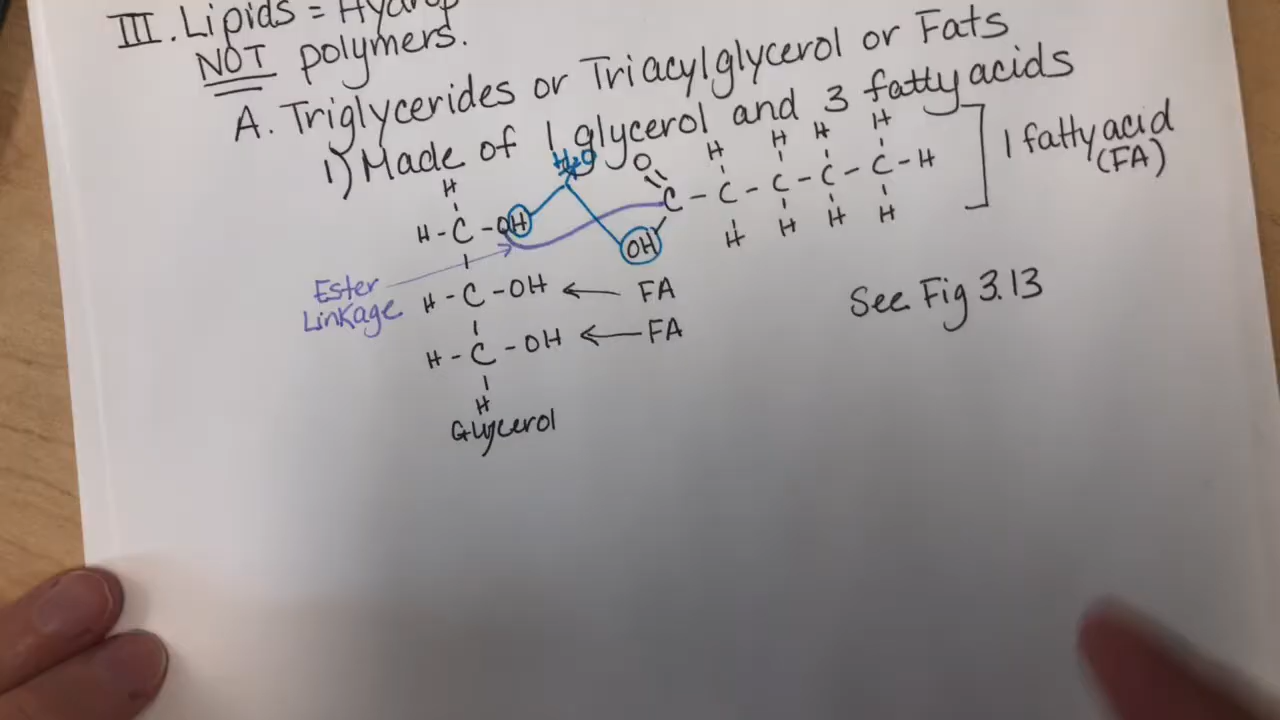 III. Lipids = Hydrop
NOT polymers.
A. Triglycerides or Triacylglycerol or Fats
1) Made of 1 glycerol and 3 fatty acids
H₂O
H
H - C - OH
O
C - C - C - C - C - H
H H H H
OH
H H H H
1 fatty acid
(FA)
Ester
Linkage
H - C - OH ← FA
H - C - OH ← FA
H
Glycerol
See Fig 3.13